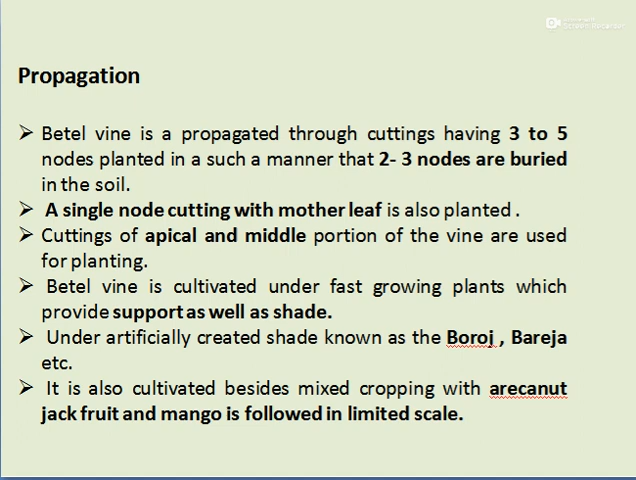 Propagation
➢ Betel vine is a propagated through cuttings having 3 to 5
nodes planted in a such a manner that 2- 3 nodes are buried
in the soil.
➢ A single node cutting with mother leaf is also planted .
➢ Cuttings of apical and middle portion of the vine are used
for planting.
➢ Betel vine is cultivated under fast growing plants which
provide support as well as shade.
➢ Under artificially created shade known as the Boroj , Bareja
etc.
➢ It is also cultivated besides mixed cropping with arecanut
jack fruit and mango is followed in limited scale.